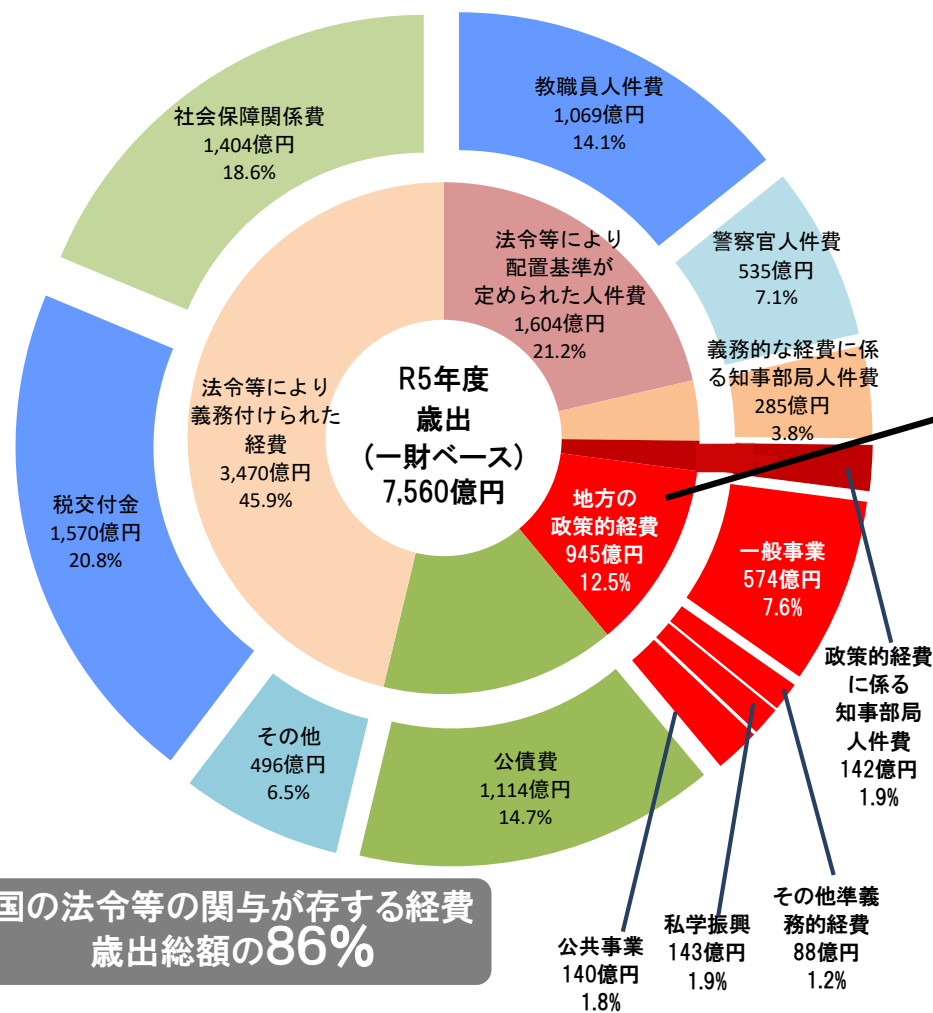 教職員人件費
1,069億円
14.1%
警察官人件費
535億円
7.1%
義務的な経費に係
る知事部局人件費
285億円
3.8%
政策的経費
に係る
知事部局
人件費
142億円
1.9%
一般事業
574億円
7.6%
その他準義
務的経費
88億円
1.2%
私学振興
143億円
1.9%
公共事業
140億円
1.8%
公債費
1,114億円
14.7%
その他
496億円
6.5%
税交付金
1,570億円
20.8%
社会保障関係費
1,404億円
18.6%
法令等により
配置基準が
定められた人件費
1,604億円
21.2%
地方の
政策的経費
945億円
12.5%
法令等により
義務付けられた
経費
3,470億円
45.9%
R5年度
歳出
(一財ベース)
7,560億円
国の法令等の関与が存する経費
歳出総額の86%